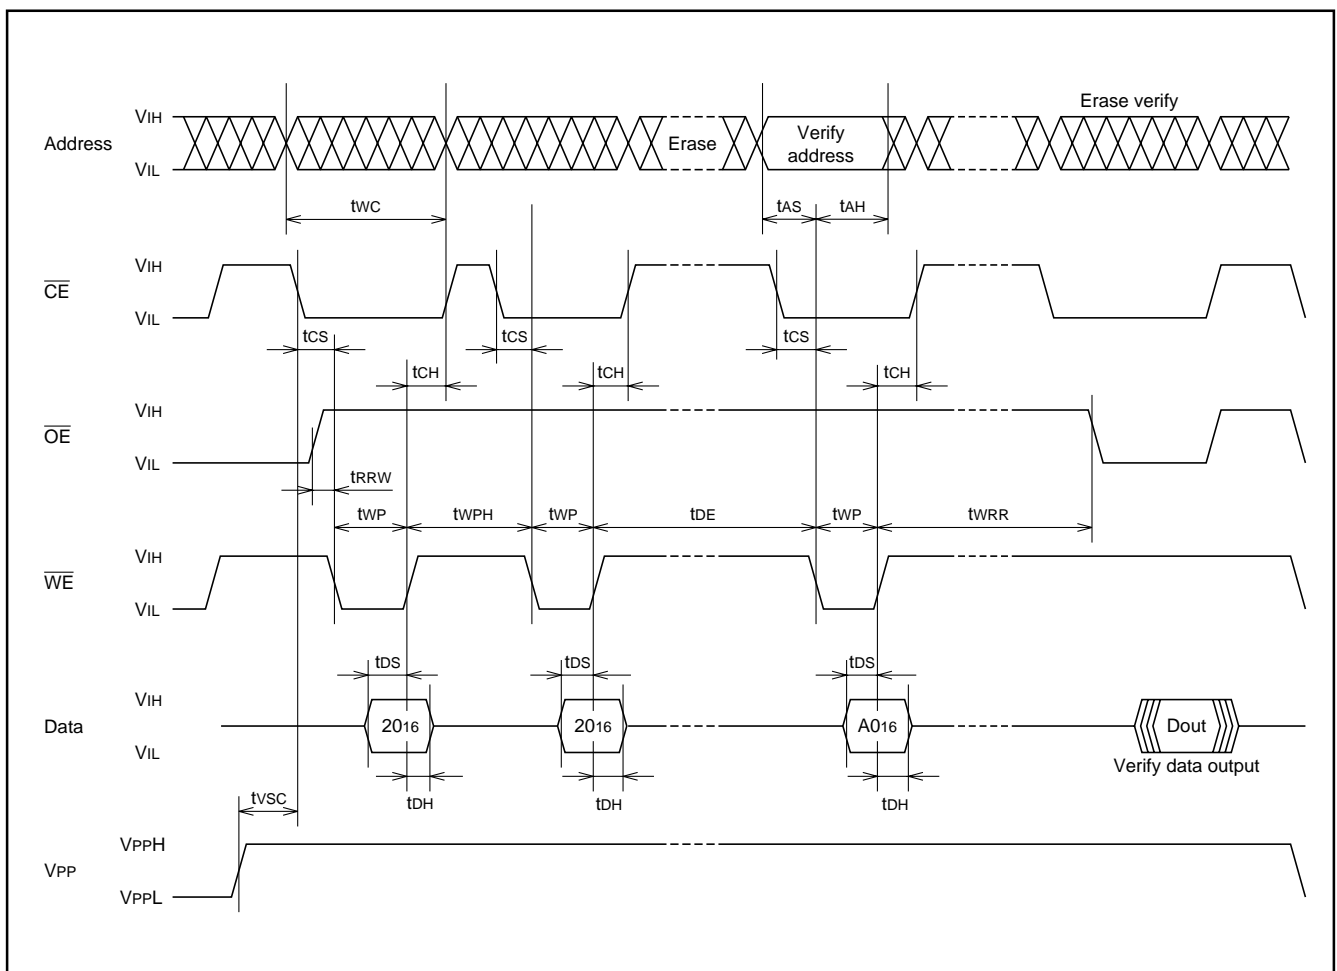 Erase verify
VIH
Address
Erase
Verify
address
VIL
tWC
tAS
tAH
VIH
CE
VIL
tCS
tCS
tCS
tCH
tCH
tCH
VIH
OE
VIL
tRRW
tWP
tWPH
tWP
tDE
tWP
tWRR
VIH
WE
VIL
tDS
tDS
tDS
VIH
Data
2016
2016
A016
Dout
VIL
Verify data output
tDH
tDH
tDH
tVSC
VPPH
VPP
VPPL